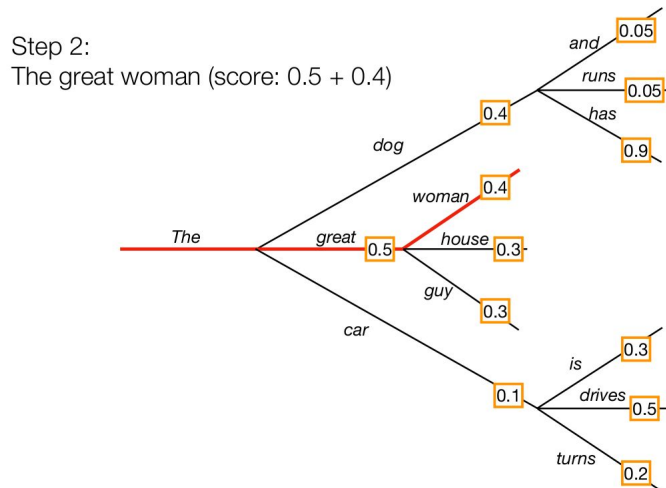 Step 2:
The great woman (score: 0.5 + 0.4)
The
dog
0.4
and
0.05
runs
0.05
has
0.9
great
0.5
woman
0.4
house
0.3
guy
0.3
car
0.1
is
0.3
drives
0.5
turns
0.2